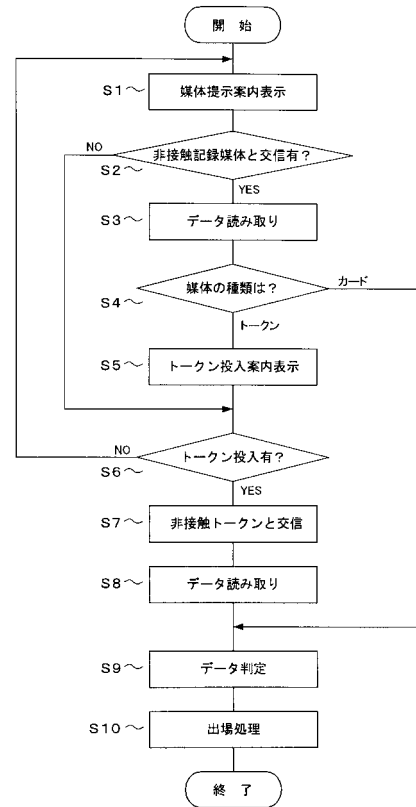 開始
S1 媒体提示案内表示
S2 非接触記録媒体と交信有？
NO
YES
S3 データ読み取り
S4 媒体の種類は？
カード
トークン
S5 トークン投入案内表示
S6 トークン投入有？
NO
YES
S7 非接触トークンと交信
S8 データ読み取り
S9 データ判定
S10 出場処理
終了